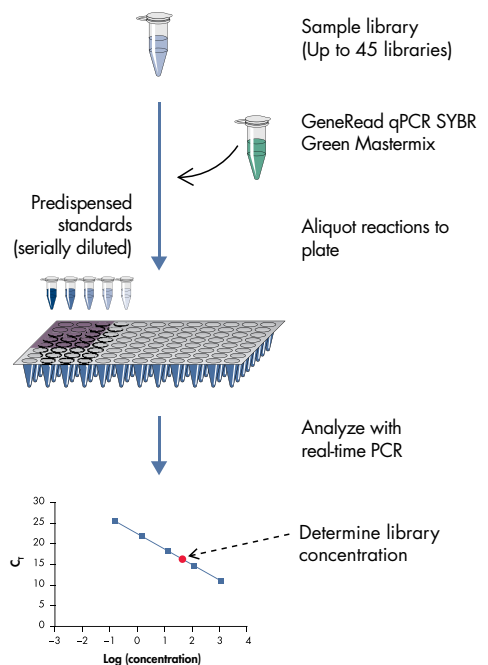 Sample library
(Up to 45 libraries)
GeneRead qPCR SYBR
Green Mastermix
Predispensed
standards
(serially diluted)
Aliquot reactions to
plate
Analyze with
real-time PCR
30
25
20
15
10
5
0
C_T
-3 -2 -1 0 1 2 3 4
Log (concentration)
Determine library
concentration